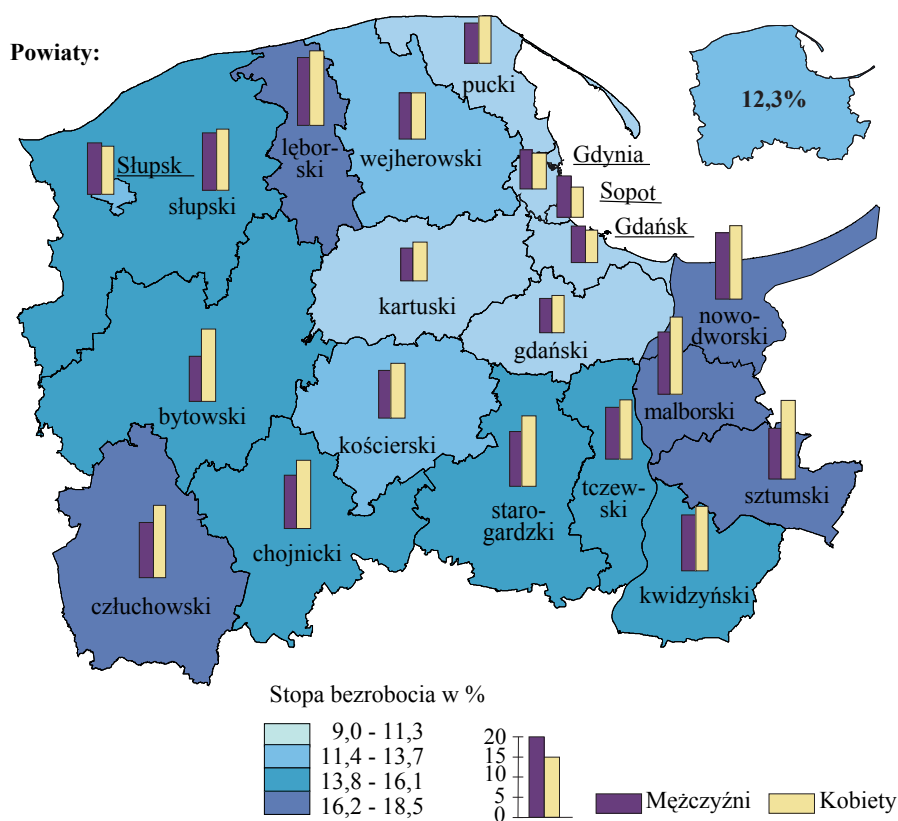 Powiaty:
pucki
12,3%
lębor-
ski
wejherowski
Gdynia
Słupsk
słupski
Sopot
Gdańsk
kartuski
gdański
nowo-
dworski
bytowski
kościerski
malborski
staro-
gardzki
tczew-
ski
sztumski
chojnicki
człuchowski
kwidzyński
Stopa bezrobocia w %
9,0 - 11,3
11,4 - 13,7
13,8 - 16,1
16,2 - 18,5
20
15
10
5
0
Mężczyźni
Kobiety